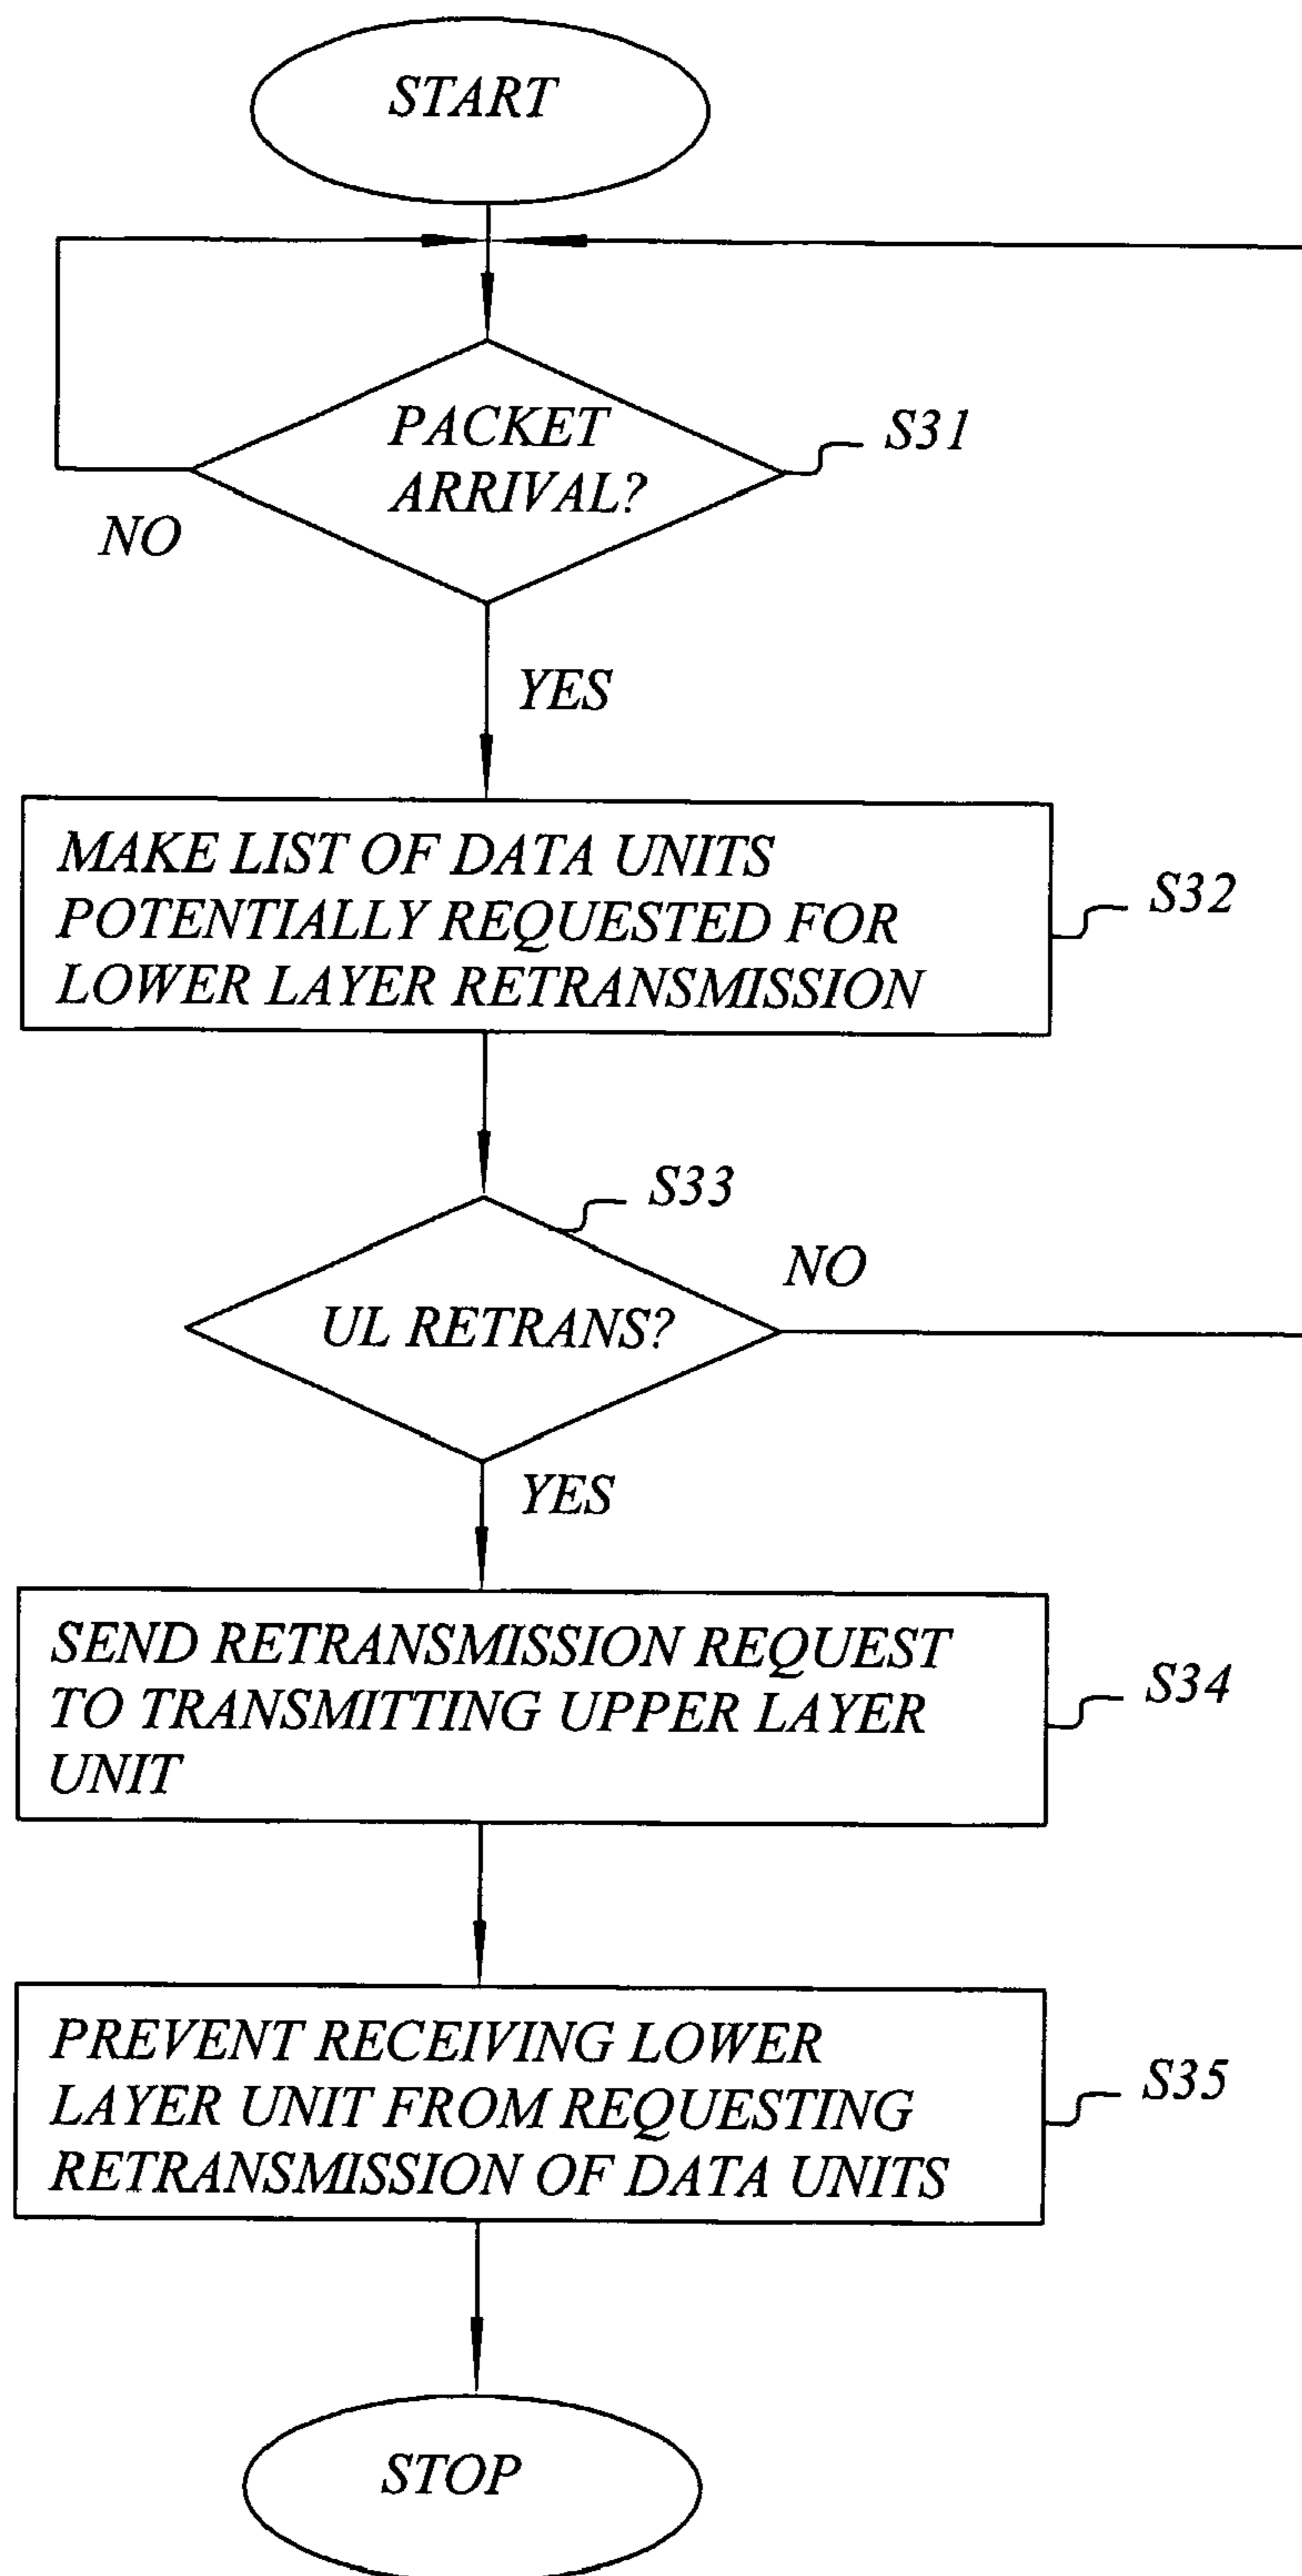 START
PACKET
ARRIVAL?
S31
NO
YES
MAKE LIST OF DATA UNITS
POTENTIALLY REQUESTED FOR
LOWER LAYER RETRANSMISSION
S32
S33
NO
UL RETRANS?
YES
SEND RETRANSMISSION REQUEST
TO TRANSMITTING UPPER LAYER
UNIT
S34
PREVENT RECEIVING LOWER
LAYER UNIT FROM REQUESTING
RETRANSMISSION OF DATA UNITS
S35
STOP